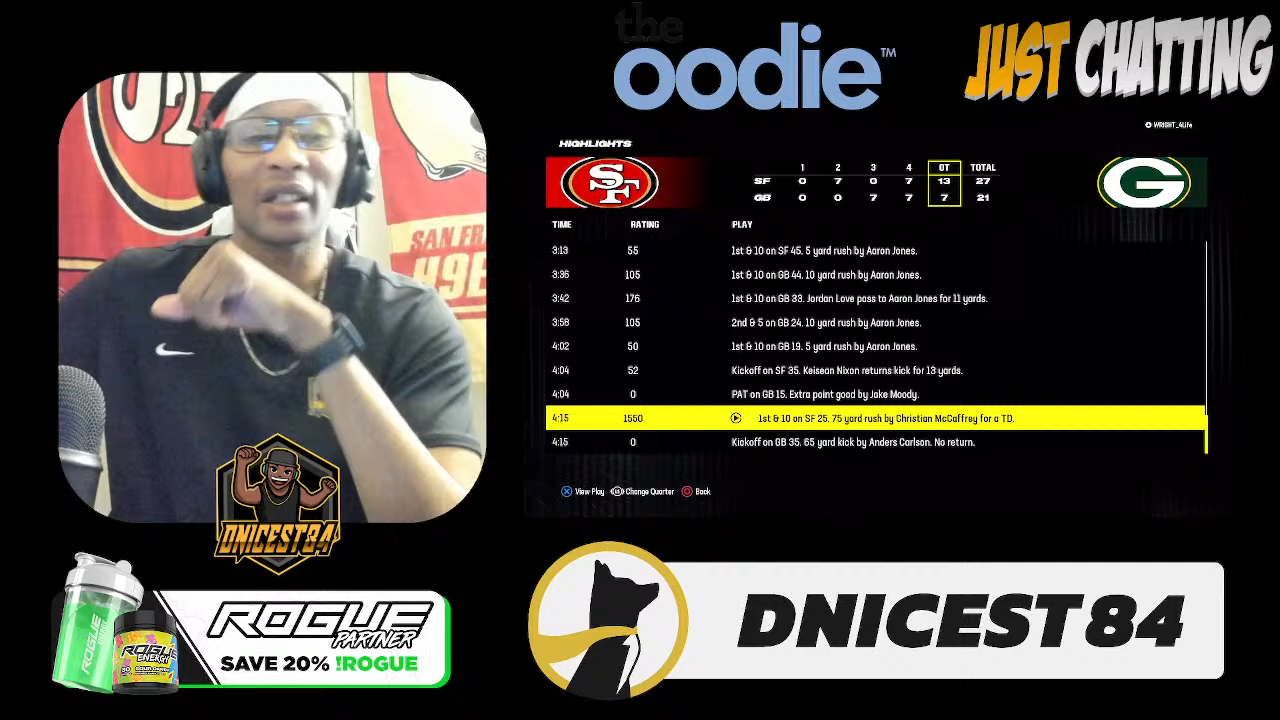 the
oodie™
JUST CHATTING
WRIGHT_4Life
HIGHLIGHTS
1 2 3 4 OT TOTAL
SF 0 7 0 7 13 27
GB 0 0 7 7 7 21
SF
G
TIME RATING PLAY
3:13 55 1st & 10 on SF 45. 5 yard rush by Aaron Jones.
3:36 105 1st & 10 on GB 44. 10 yard rush by Aaron Jones.
3:42 176 1st & 10 on GB 33. Jordan Love pass to Aaron Jones for 11 yards.
3:58 105 2nd & 5 on GB 24. 10 yard rush by Aaron Jones.
4:02 50 1st & 10 on GB 19. 5 yard rush by Aaron Jones.
4:04 52 Kickoff on SF 35. Keisean Nixon returns kick for 13 yards.
4:04 0 PAT on GB 15. Extra point good by Jake Moody.
4:15 1550 1st & 10 on SF 25. 75 yard rush by Christian McCaffrey for a TD.
4:15 0 Kickoff on GB 35. 65 yard kick by Anders Carlson. No return.
View Play Change Quarter Back
SAN FR
49E
DNICEST84
ROGUE
PARTNER
SAVE 20% !ROGUE
ROGUE
ROGUE
ENERGY
DNICEST84